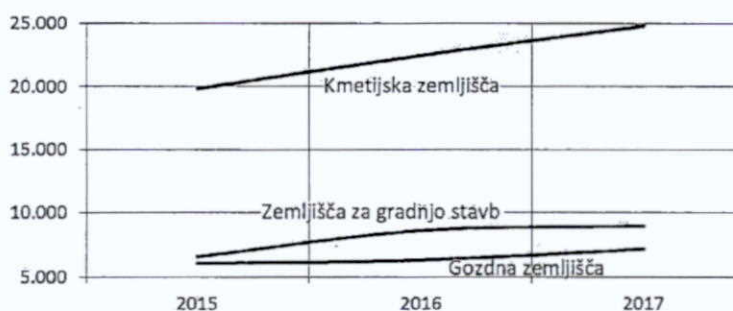 25.000
20.000
Kmetijska zemljišča
15.000
10.000
Zemljišča za gradnjo stavb
5.000
Gozdna zemljišča
2015 2016 2017